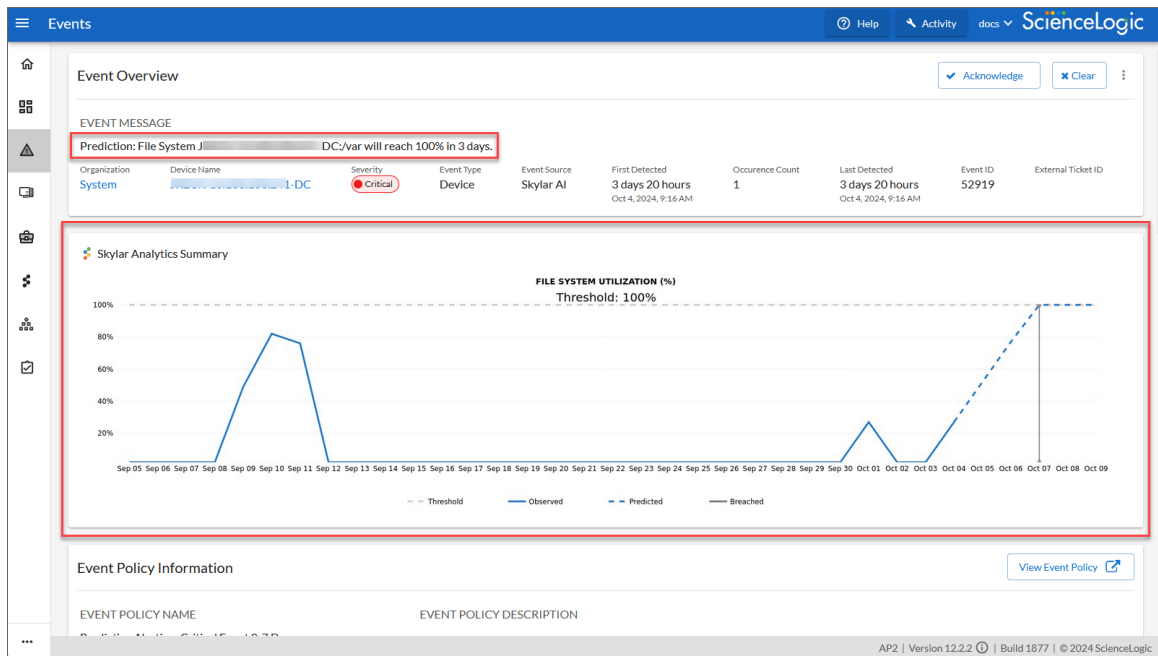 Events
Help
Activity
docs
ScienceLogic
Event Overview
Acknowledge
Clear
EVENT MESSAGE
Prediction: File System J DC:/var will reach 100% in 3 days.
Organization Device Name Severity Event Type Event Source First Detected Occurence Count Last Detected Event ID External Ticket ID
System 1-DC Critical Device Skylar AI 3 days 20 hours 1 3 days 20 hours 52919
Oct 4, 2024, 9:16 AM Oct 4, 2024, 9:16 AM
Skylar Analytics Summary
FILE SYSTEM UTILIZATION (%)
Threshold: 100%
100%
80%
60%
40%
20%
Sep 05 Sep 06 Sep 07 Sep 08 Sep 09 Sep 10 Sep 11 Sep 12 Sep 13 Sep 14 Sep 15 Sep 16 Sep 17 Sep 18 Sep 19 Sep 20 Sep 21 Sep 22 Sep 23 Sep 24 Sep 25 Sep 26 Sep 27 Sep 28 Sep 29 Sep 30 Oct 01 Oct 02 Oct 03 Oct 04 Oct 05 Oct 06 Oct 07 Oct 08 Oct 09
Threshold Observed Predicted Breached
Event Policy Information
View Event Policy
EVENT POLICY NAME EVENT POLICY DESCRIPTION
AP2 | Version 12.2.2 | Build 1877 | © 2024 ScienceLogic